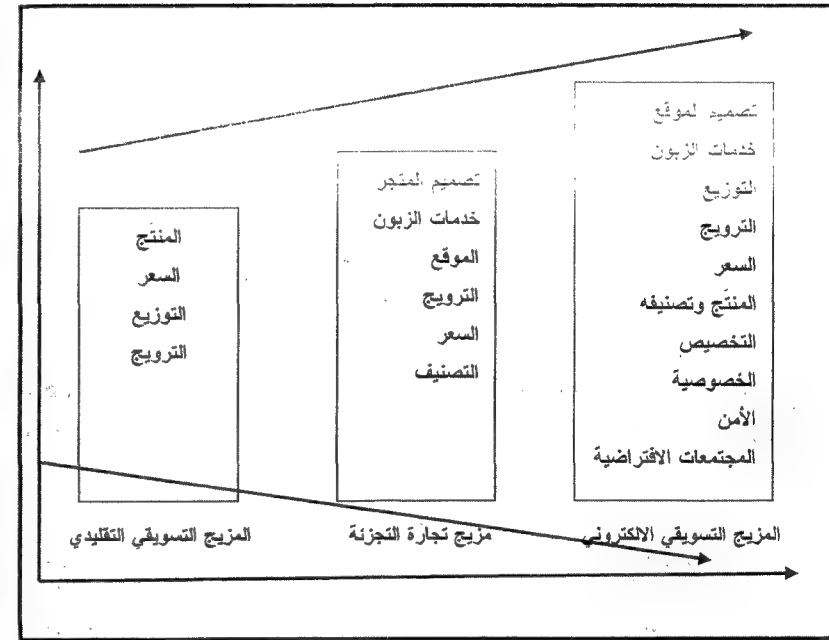 تصميم الموقع
خدمات الزبون
التوزيع
الترويج
السعر
المنتَج وتصنيفه
التخصيص
الخصوصية
الأمن
المجتمعات الافتراضية
المزيج التسويقي الالكتروني
تصميم المتجر
خدمات الزبون
الموقع
الترويج
السعر
التصنيف
مزيج تجارة التجزئة
المنتَج
السعر
التوزيع
الترويج
المزيج التسويقي التقليدي